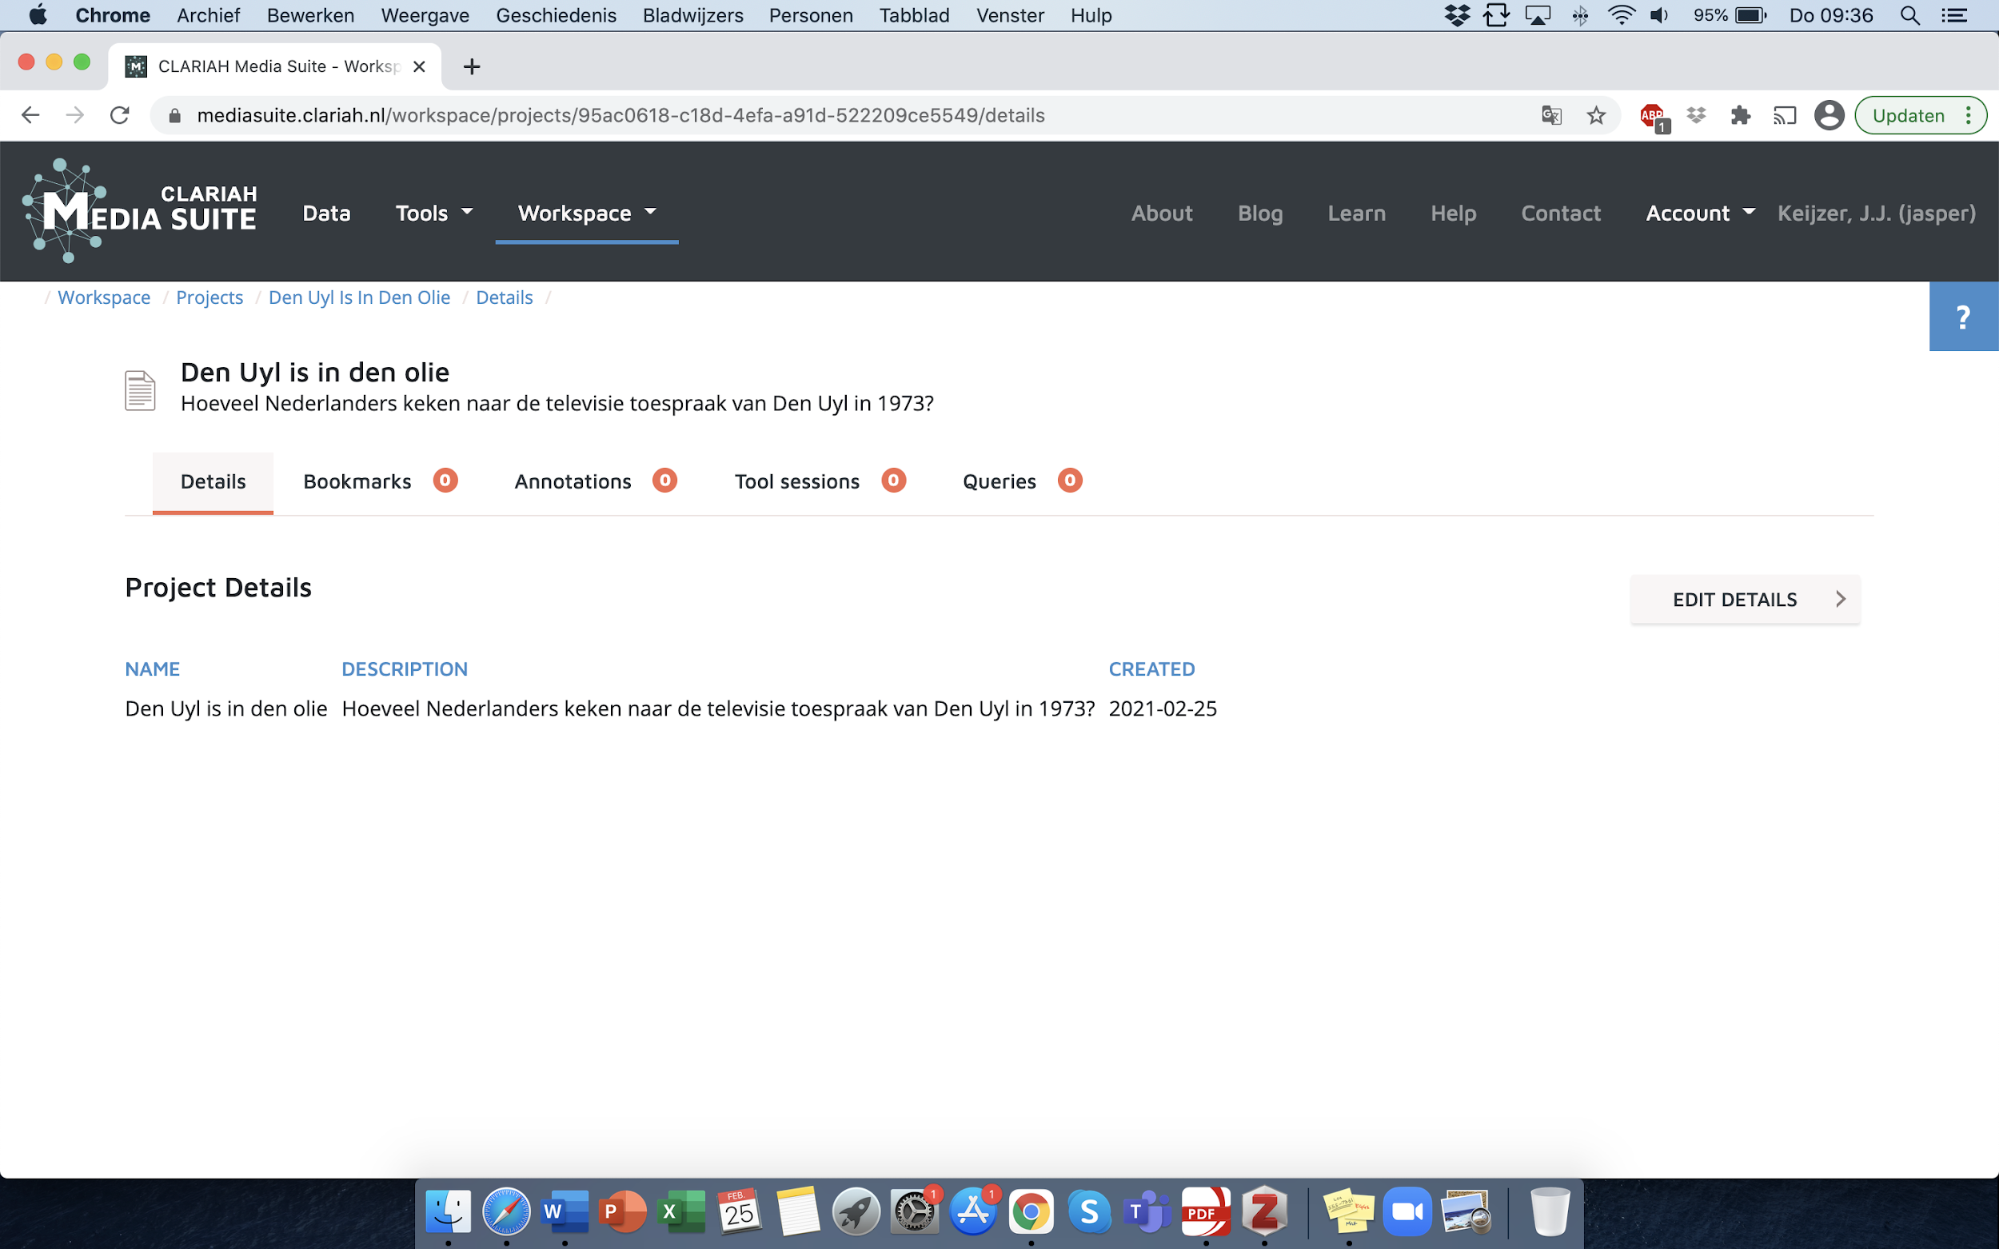 Chrome Archief Bewerken Weergave Geschiedenis Bladwijzers Personen Tabblad Venster Hulp 95% Do 09:36
CLARIAH Media Suite - Worksp
mediasuite.clariah.nl/workspace/projects/95ac0618-c18d-4efa-a91d-522209ce5549/details ABP 1 Updaten
CLARIAH
MEDIA SUITE Data Tools Workspace About Blog Learn Help Contact Account Keijzer, J.J. (jasper)
/ Workspace / Projects / Den Uyl Is In Den Olie / Details /
?
Den Uyl is in den olie
Hoeveel Nederlanders keken naar de televisie toespraak van Den Uyl in 1973?
Details Bookmarks 0 Annotations 0 Tool sessions 0 Queries 0
Project Details
EDIT DETAILS
NAME DESCRIPTION CREATED
Den Uyl is in den olie Hoeveel Nederlanders keken naar de televisie toespraak van Den Uyl in 1973? 2021-02-25
W P X FEB. 25 1 1 S T PDF Z